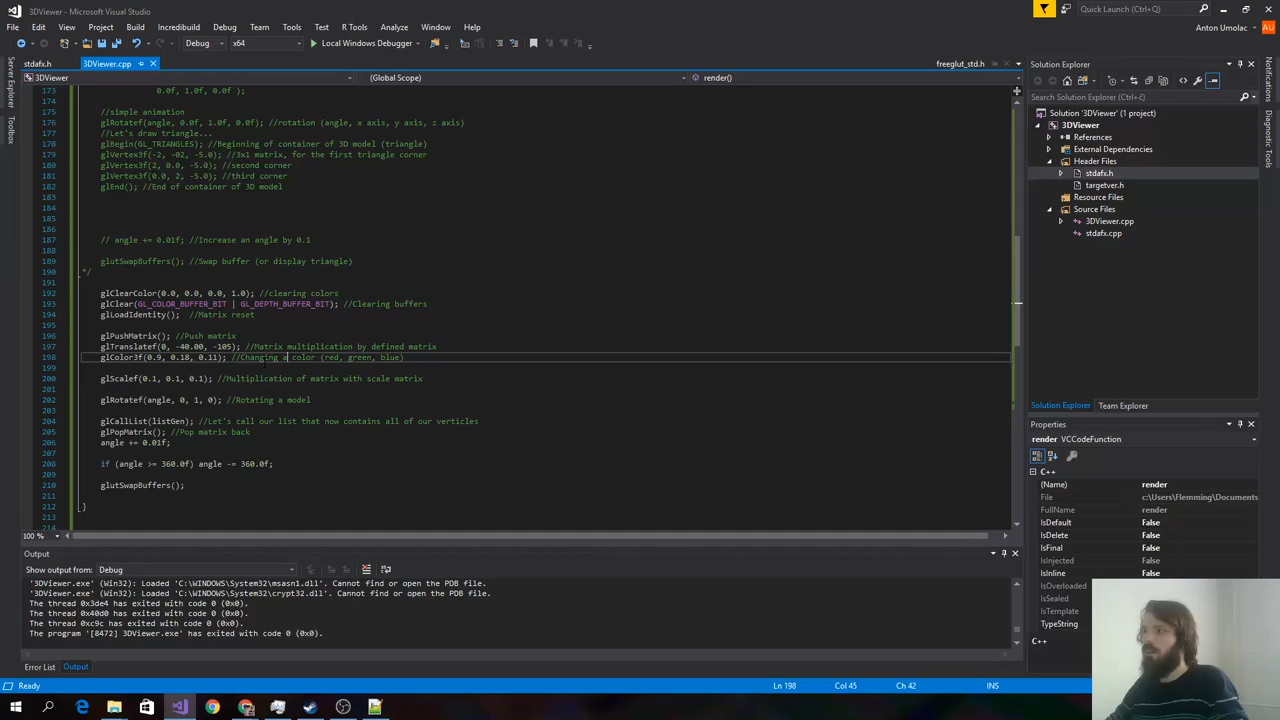 3DViewer - Microsoft Visual Studio
Quick Launch (Ctrl+Q)
File Edit View Project Build Incredibuild Debug Team Tools Test R Tools Analyze Window Help
Anton Umolac AU
Debug x64 Local Windows Debugger
stdafx.h 3DViewer.cpp freeglut_std.h
3DViewer (Global Scope) render()
173 0.0f, 1.0f, 0.0f );
174
175 //simple animation
176 glRotatef(angle, 0.0f, 1.0f, 0.0f); //rotation (angle, x axis, y axis, z axis)
177 //Let's draw triangle...
178 glBegin(GL_TRIANGLES); //Beginning of container of 3D model (triangle)
179 glVertex3f(-2, -02, -5.0); //3x1 matrix, for the first triangle corner
180 glVertex3f(2, 0.0, -5.0); //second corner
181 glVertex3f(0.0, 2, -5.0); //third corner
182 glEnd(); //End of container of 3D model
183
184
185
186
187 // angle += 0.01f; //Increase an angle by 0.1
188
189 glutSwapBuffers(); //Swap buffer (or display triangle)
190 */
191
192 glClearColor(0.0, 0.0, 0.0, 1.0); //clearing colors
193 glClear(GL_COLOR_BUFFER_BIT | GL_DEPTH_BUFFER_BIT); //Clearing buffers
194 glLoadIdentity(); //Matrix reset
195
196 glPushMatrix(); //Push matrix
197 glTranslatef(0, -40.00, -105); //Matrix multiplication by defined matrix
198 glColor3f(0.9, 0.18, 0.11); //Changing a color (red, green, blue)
199
200 glScalef(0.1, 0.1, 0.1); //Multiplication of matrix with scale matrix
201
202 glRotatef(angle, 0, 1, 0); //Rotating a model
203
204 glCallList(listGen); //Let's call our list that now contains all of our verticles
205 glPopMatrix(); //Pop matrix back
206 angle += 0.01f;
207
208 if (angle >= 360.0f) angle -= 360.0f;
209
210 glutSwapBuffers();
211
212 }
213
214
100 %
Output
Show output from: Debug
'3DViewer.exe' (Win32): Loaded 'C:\WINDOWS\System32\msasn1.dll'. Cannot find or open the PDB file.
'3DViewer.exe' (Win32): Loaded 'C:\WINDOWS\System32\crypt32.dll'. Cannot find or open the PDB file.
The thread 0x3de4 has exited with code 0 (0x0).
The thread 0x40d0 has exited with code 0 (0x0).
The thread 0xc9c has exited with code 0 (0x0).
The program '[8472] 3DViewer.exe' has exited with code 0 (0x0).
Error List Output
Ready Ln 198 Col 45 Ch 42 INS
Server Explorer
Toolbox
Solution Explorer
Search Solution Explorer (Ctrl+č)
Solution '3DViewer' (1 project)
3DViewer
References
External Dependencies
Header Files
stdafx.h
targetver.h
Resource Files
Source Files
3DViewer.cpp
stdafx.cpp
Solution Explorer Team Explorer
Properties
render VCCodeFunction
C++
(Name) render
File c:\Users\Flemming\Documents
FullName render
IsDefault False
IsDelete False
IsFinal False
IsInjected False
IsInline False
IsOverloaded
IsSealed
IsTemplate
TypeString
C++
Notifications
Diagnostic Tools